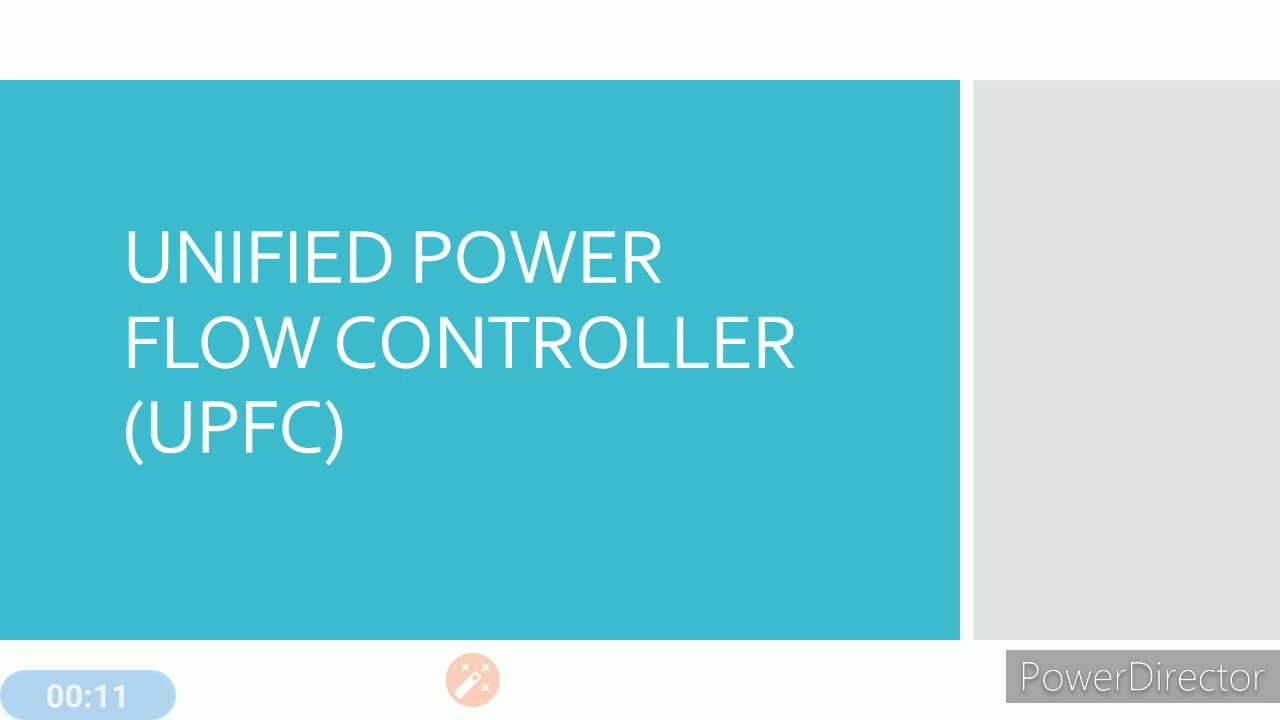 UNIFIED POWER
FLOW CONTROLLER
(UPFC)
00:11
PowerDirector